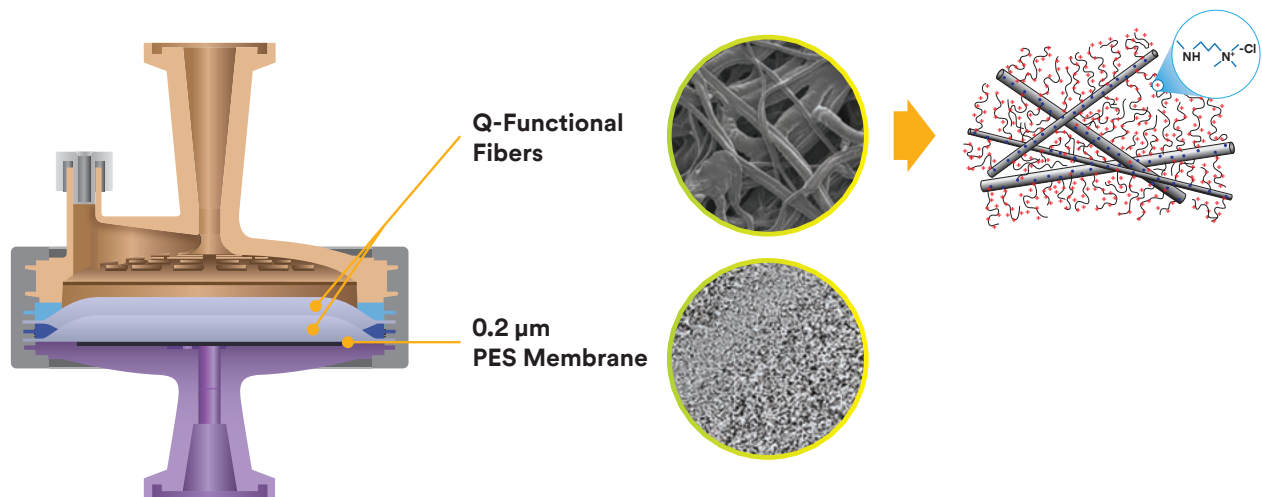 Q-Functional
Fibers
0.2 µm
PES Membrane
NH
N+
-Cl